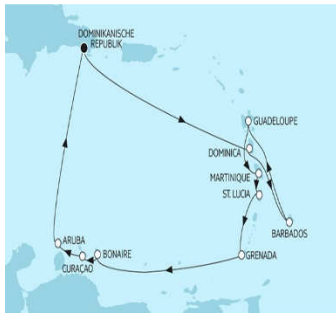 DOMINIKANISCHE
REPUBLIK
GUADELOUPE
DOMINICA
MARTINIQUE
ST. LUCIA
BARBADOS
GRENADA
ARUBA
BONAIRE
CURAÇAO